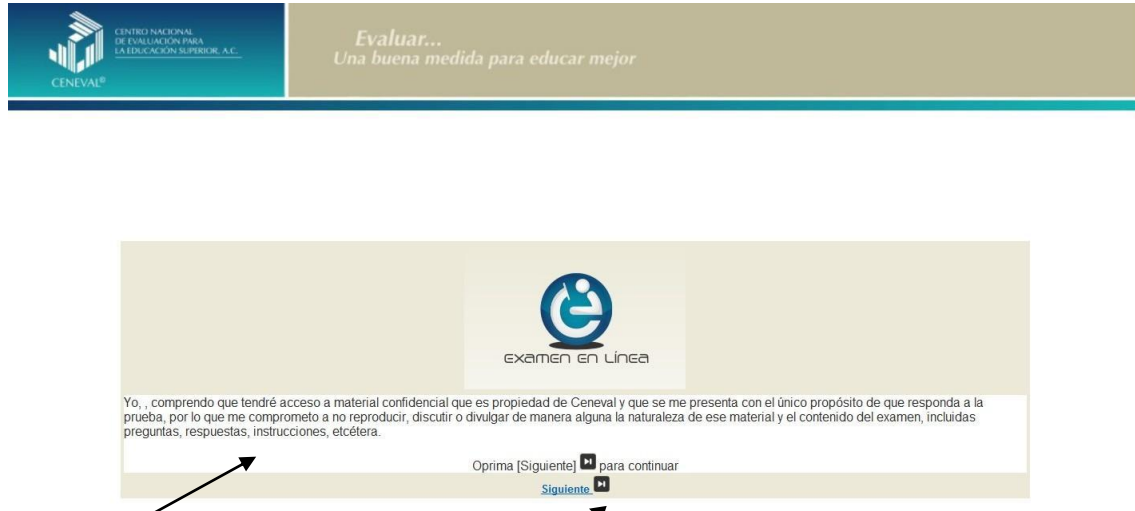 CENTRO NACIONAL
DE EVALUACIÓN PARA
LA EDUCACIÓN SUPERIOR, A.C.
CENEVAL®
Evaluar...
Una buena medida para educar mejor
examen en Línea
Yo, , comprendo que tendré acceso a material confidencial que es propiedad de Ceneval y que se me presenta con el único propósito de que responda a la
prueba, por lo que me comprometo a no reproducir, discutir o divulgar de manera alguna la naturaleza de ese material y el contenido del examen, incluidas
preguntas, respuestas, instrucciones, etcétera.
Oprima [Siguiente] para continuar
Siguiente